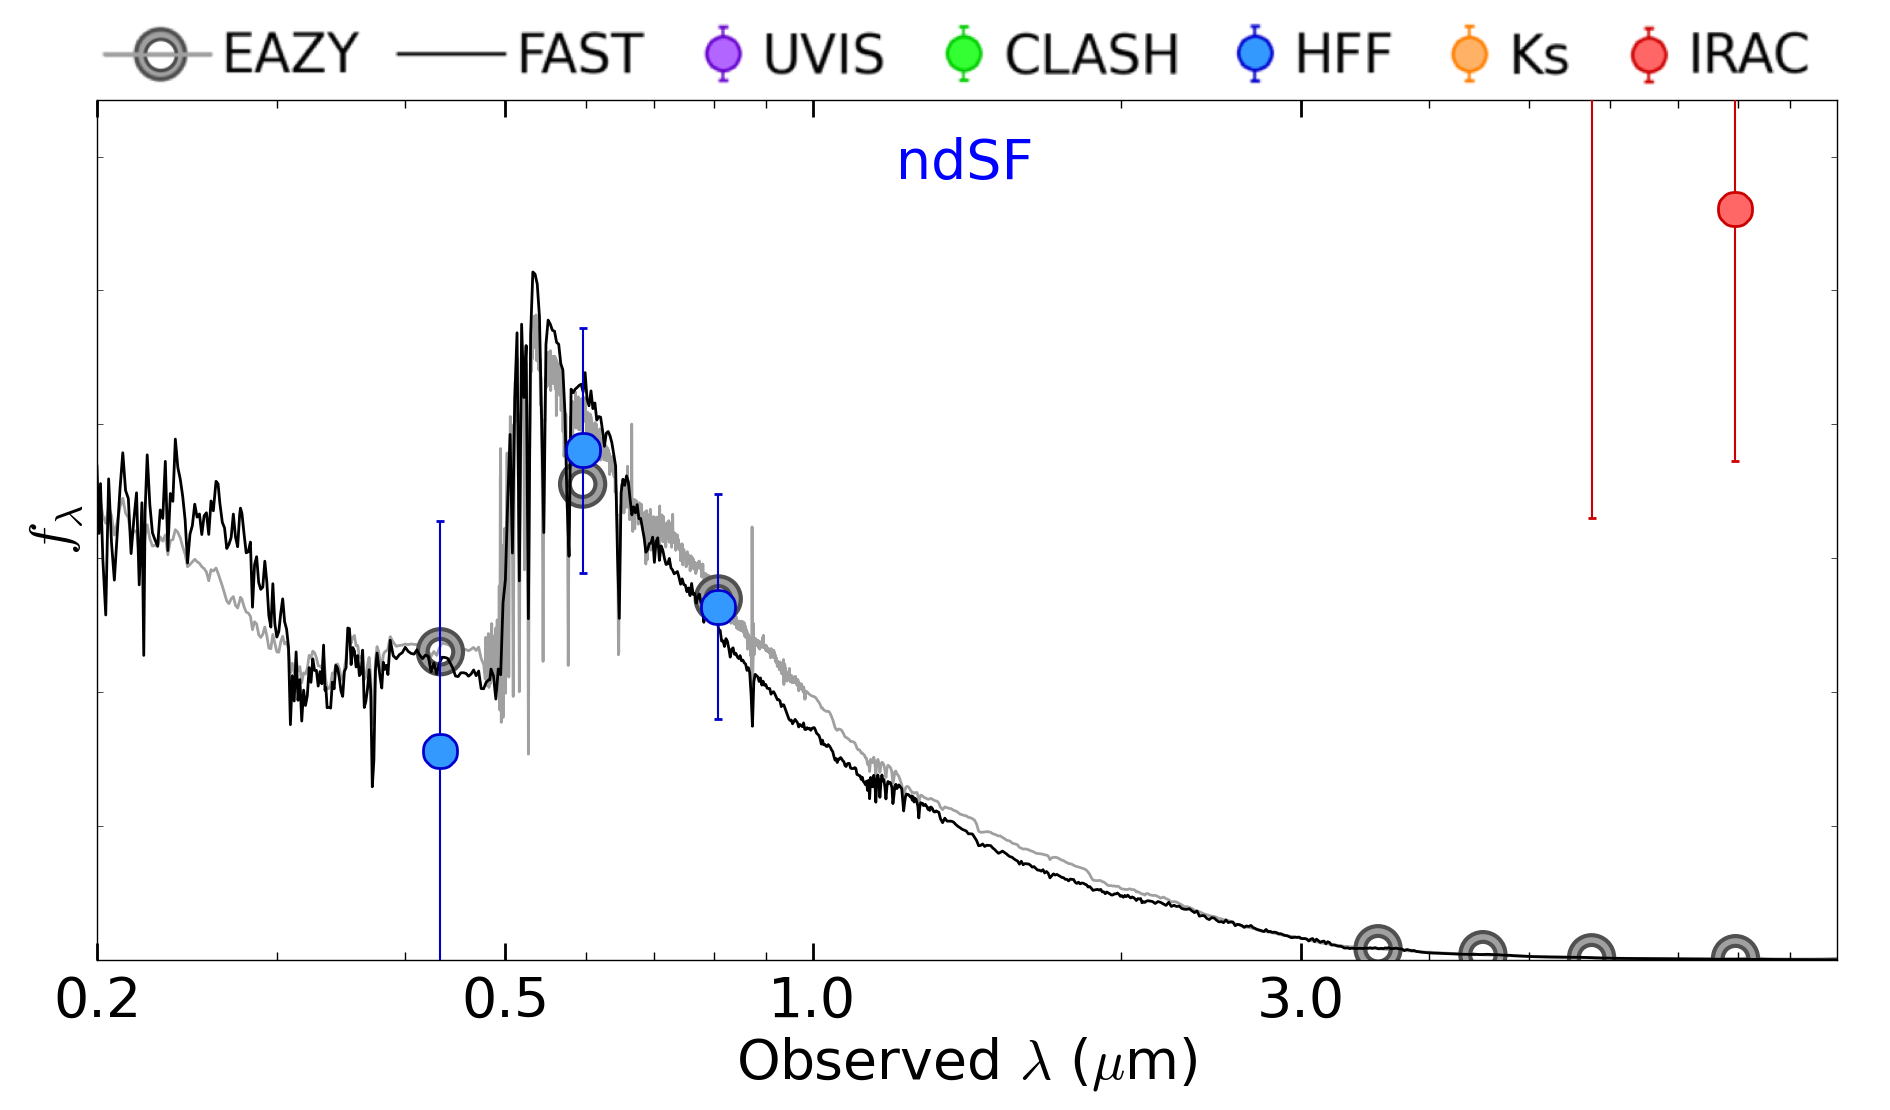 EAZY FAST UVIS CLASH HFF Ks IRAC
ndSF
fλ
0.2 0.5 1.0 3.0
Observed λ (μm)